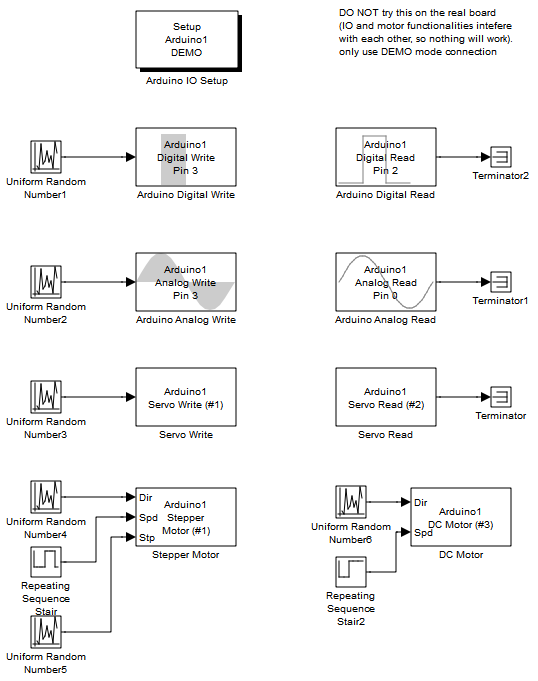 Setup
Arduino1
DEMO
Arduino IO Setup
DO NOT try this on the real board
(IO and motor functionalities intefere
with each other, so nothing will work).
only use DEMO mode connection
Uniform Random
Number1
Arduino1
Digital Write
Pin 3
Arduino Digital Write
Arduino1
Digital Read
Pin 2
Arduino Digital Read
Terminator2
Uniform Random
Number2
Arduino1
Analog Write
Pin 3
Arduino Analog Write
Arduino1
Analog Read
Pin 0
Arduino Analog Read
Terminator1
Uniform Random
Number3
Arduino1
Servo Write (#1)
Servo Write
Arduino1
Servo Read (#2)
Servo Read
Terminator
Uniform Random
Number4
Repeating
Sequence
Stair
Uniform Random
Number5
Dir
Spd
Stp
Arduino1
Stepper
Motor (#1)
Stepper Motor
Uniform Random
Number6
Repeating
Sequence
Stair2
Dir
Spd
Arduino1
DC Motor (#3)
DC Motor